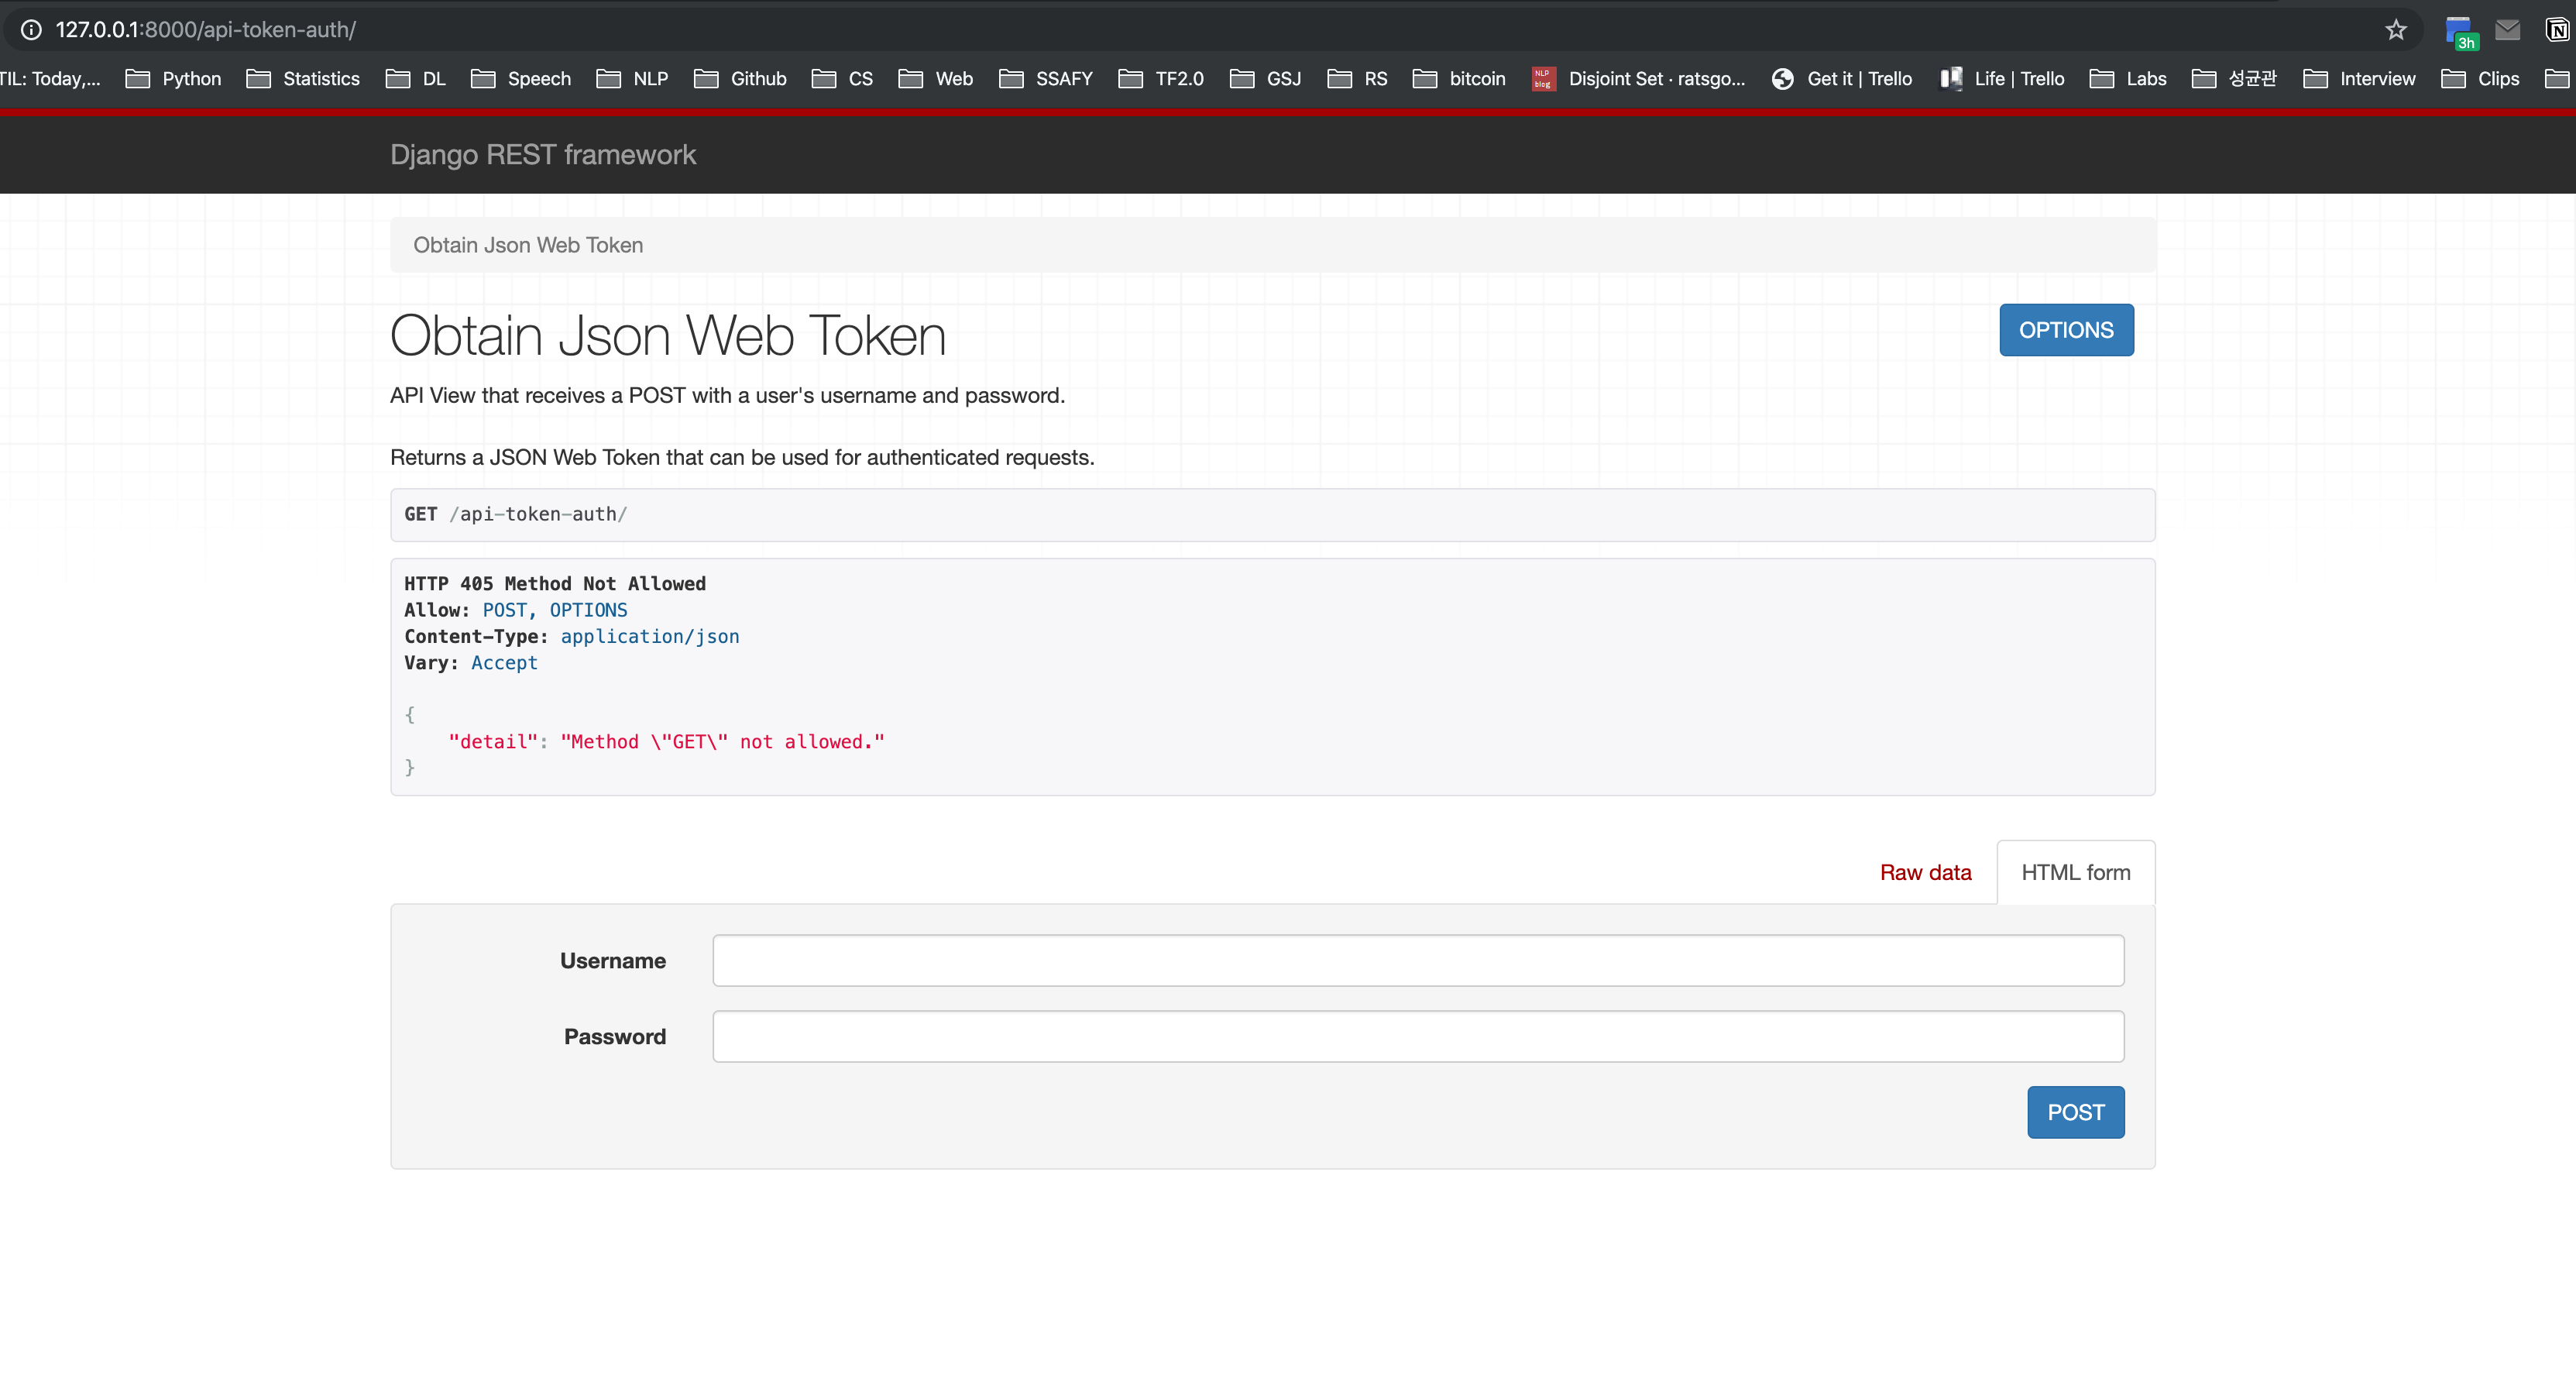 127.0.0.1:8000/api-token-auth/
3h
TIL: Today,... Python Statistics DL Speech NLP Github CS Web SSAFY TF2.0 GSJ RS bitcoin NLP blog Disjoint Set · ratsgo... Get it | Trello Life | Trello Labs 성균관 Interview Clips
Django REST framework
Obtain Json Web Token
Obtain Json Web Token
OPTIONS
API View that receives a POST with a user's username and password.
Returns a JSON Web Token that can be used for authenticated requests.
GET /api-token-auth/
HTTP 405 Method Not Allowed
Allow: POST, OPTIONS
Content-Type: application/json
Vary: Accept
{
"detail": "Method \"GET\" not allowed."
}
Raw data HTML form
Username
Password
POST